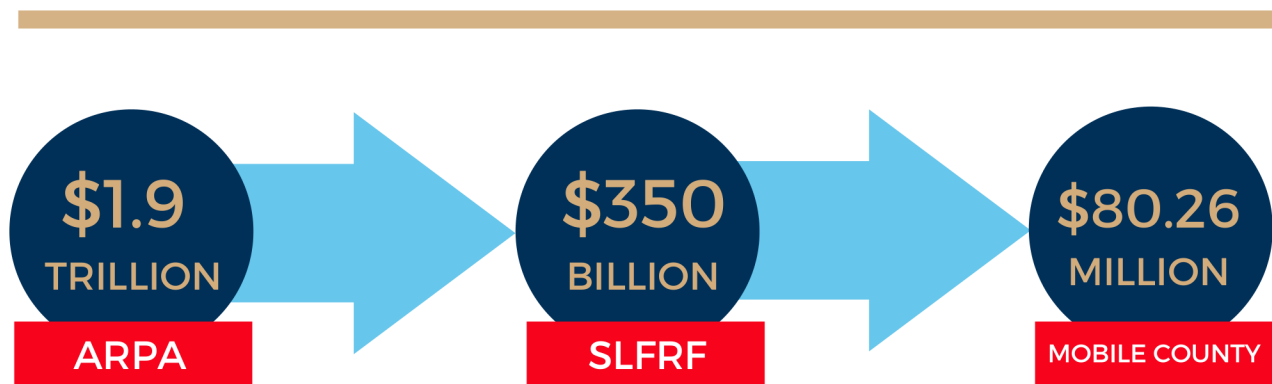 $1.9
TRILLION
ARPA
$350
BILLION
SLFRF
$80.26
MILLION
MOBILE COUNTY